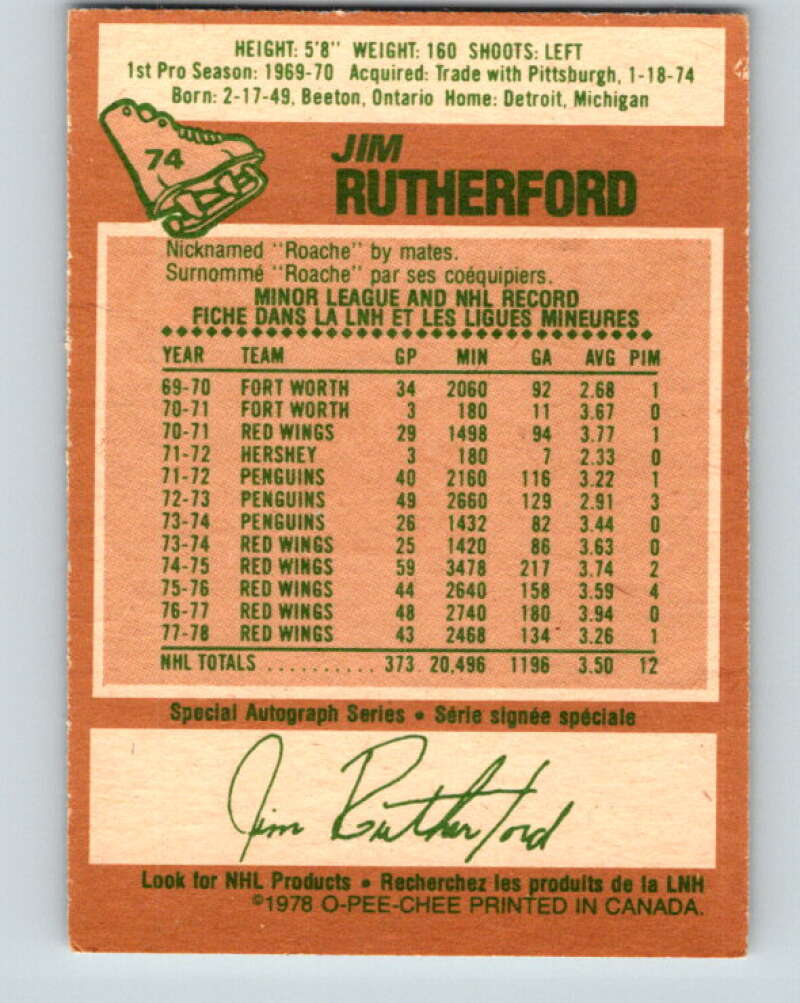 HEIGHT: 5'8" WEIGHT: 160 SHOOTS: LEFT
1st Pro Season: 1969-70 Acquired: Trade with Pittsburgh, 1-18-74
Born: 2-17-49, Beeton, Ontario Home: Detroit, Michigan
74
JIM
RUTHERFORD
Nicknamed "Roache" by mates.
Surnommé "Roache" par ses coéquipiers.
MINOR LEAGUE AND NHL RECORD
FICHE DANS LA LNH ET LES LIGUES MINEURES
YEAR TEAM GP MIN GA AVG PIM
69-70 FORT WORTH 34 2060 92 2.68 1
70-71 FORT WORTH 3 180 11 3.67 0
70-71 RED WINGS 29 1498 94 3.77 1
71-72 HERSHEY 3 180 7 2.33 0
71-72 PENGUINS 40 2160 116 3.22 1
72-73 PENGUINS 49 2660 129 2.91 3
73-74 PENGUINS 26 1432 82 3.44 0
73-74 RED WINGS 25 1420 86 3.63 0
74-75 RED WINGS 59 3478 217 3.74 2
75-76 RED WINGS 44 2640 158 3.59 4
76-77 RED WINGS 48 2740 180 3.94 0
77-78 RED WINGS 43 2468 134 3.26 1
NHL TOTALS .......... 373 20,496 1196 3.50 12
Special Autograph Series • Série signée spéciale
Jim Rutherford
Look for NHL Products • Recherchez les produits de la LNH
©1978 O-PEE-CHEE PRINTED IN CANADA.